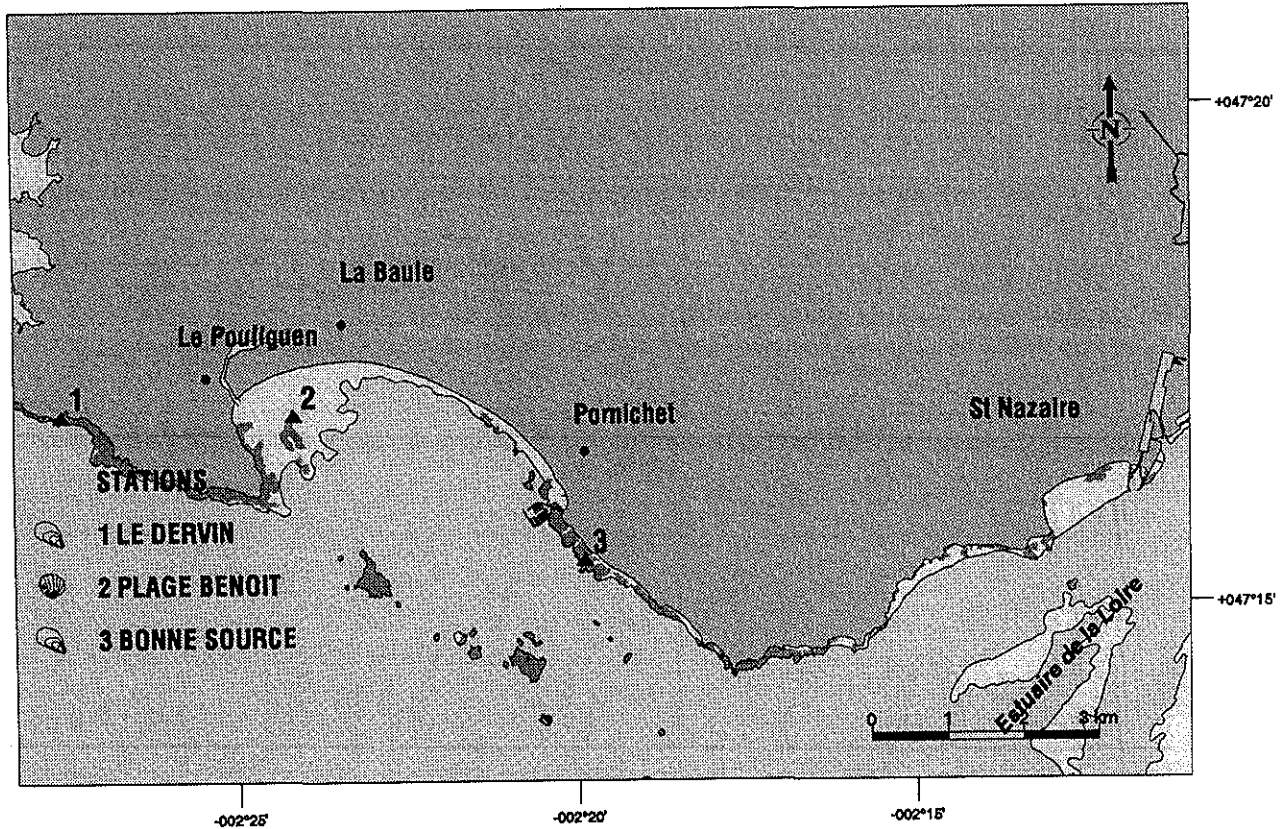 +047°20'
N
La Baule
Le Pouliguen
1
2
Pornichet
St Nazaire
STATIONS
1 LE DERVIN
3
2 PLAGE BENOIT
+047°15'
3 BONNE SOURCE
Estuaire de la Loire
0 1 2 3 km
-002°25' -002°20' -002°15'